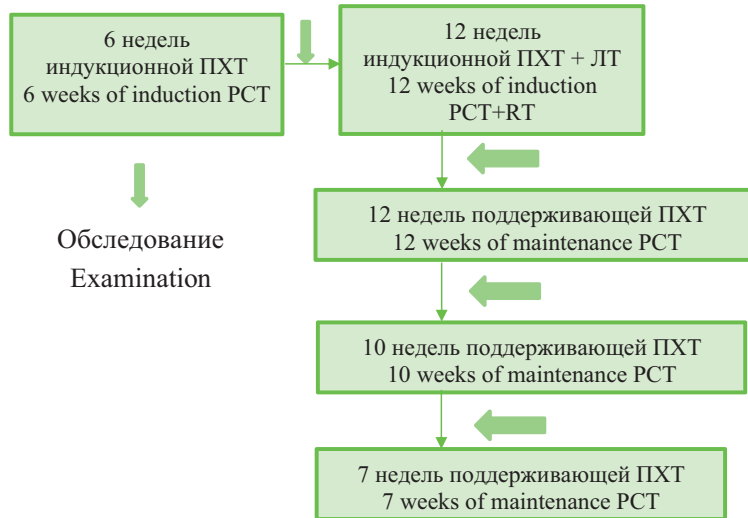 6 недель
индукционной ПХТ
6 weeks of induction PCT
12 недель
индукционной ПХТ + ЛТ
12 weeks of induction
PCT+RT
Обследование
Examination
12 недель поддерживающей ПХТ
12 weeks of maintenance PCT
10 недель поддерживающей ПХТ
10 weeks of maintenance PCT
7 недель поддерживающей ПХТ
7 weeks of maintenance PCT